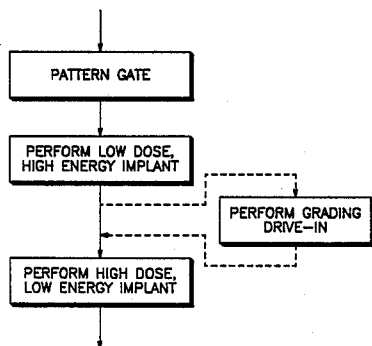 PATTERN GATE
PERFORM LOW DOSE,
HIGH ENERGY IMPLANT
PERFORM GRADING
DRIVE-IN
PERFORM HIGH DOSE,
LOW ENERGY IMPLANT